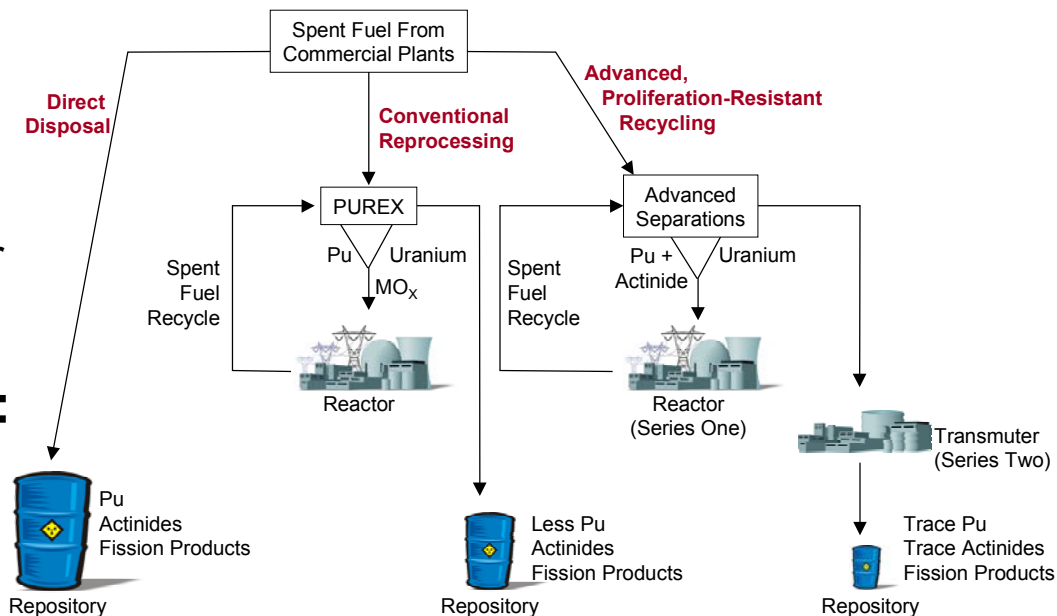 Spent Fuel From
Commercial Plants
Direct
Disposal
Conventional
Reprocessing
Advanced,
Proliferation-Resistant
Recycling
PUREX
Pu
Uranium
MOX
Spent
Fuel
Recycle
Reactor
Advanced
Separations
Pu +
Actinide
Uranium
Spent
Fuel
Recycle
Reactor
(Series One)
Transmuter
(Series Two)
Pu
Actinides
Fission Products
Repository
Less Pu
Actinides
Fission Products
Repository
Trace Pu
Trace Actinides
Fission Products
Repository